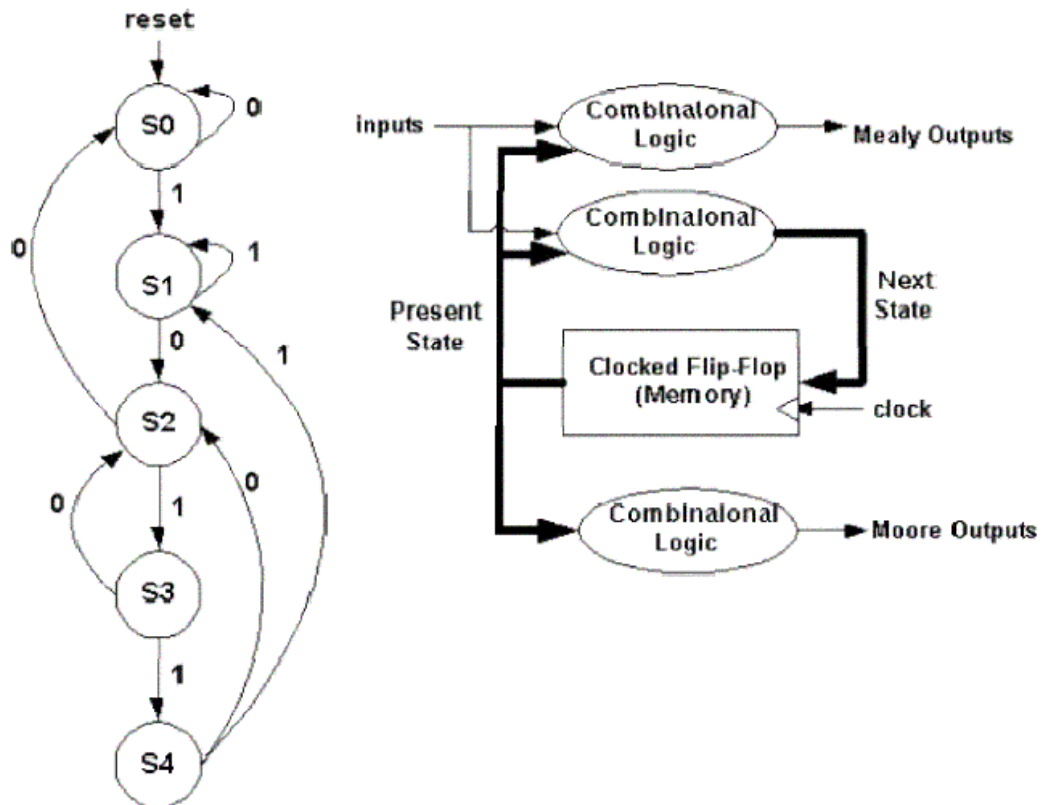 reset
S0
0
1
S1
1
0
0
1
S2
0
1
0
S3
1
S4
inputs
Combinaional
Logic
Mealy Outputs
Combinaional
Logic
Present
State
Next
State
Clocked Flip-Flop
(Memory)
clock
Combinaional
Logic
Moore Outputs